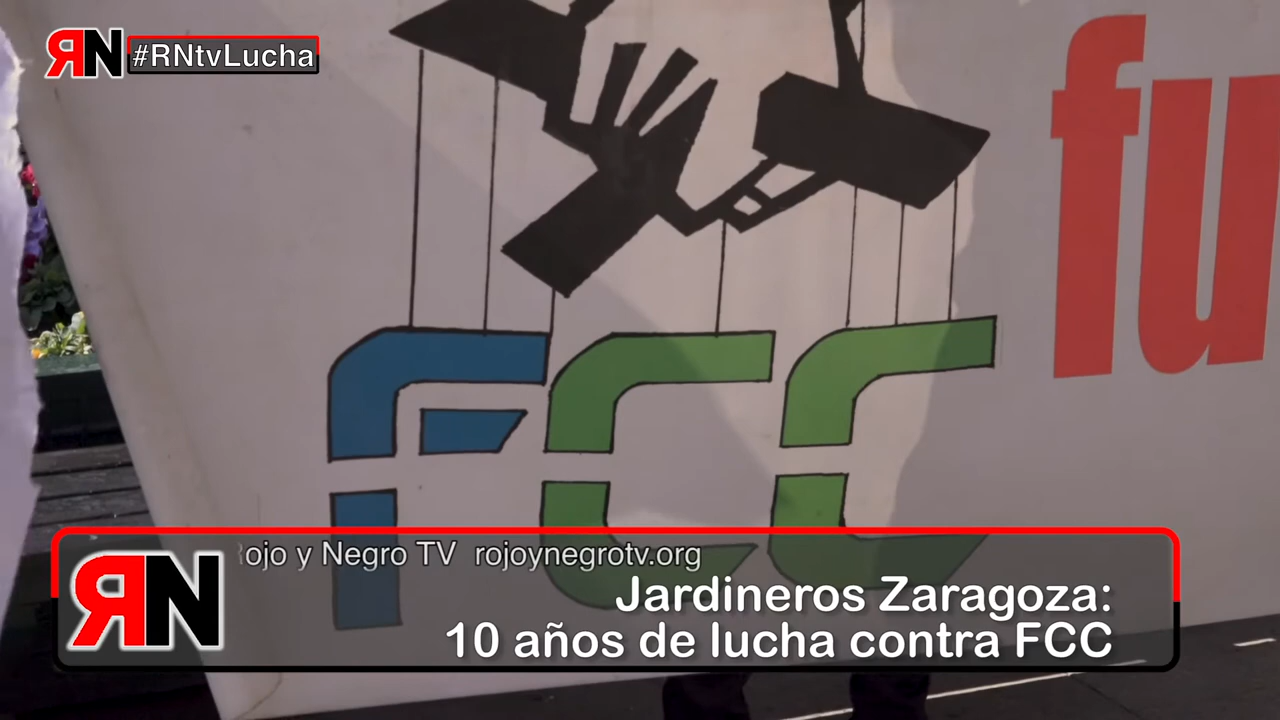 RN #RNtvLucha
fu
FCC
ojo y Negro TV rojoynegrotv.org
RN
Jardineros Zaragoza:
10 años de lucha contra FCC